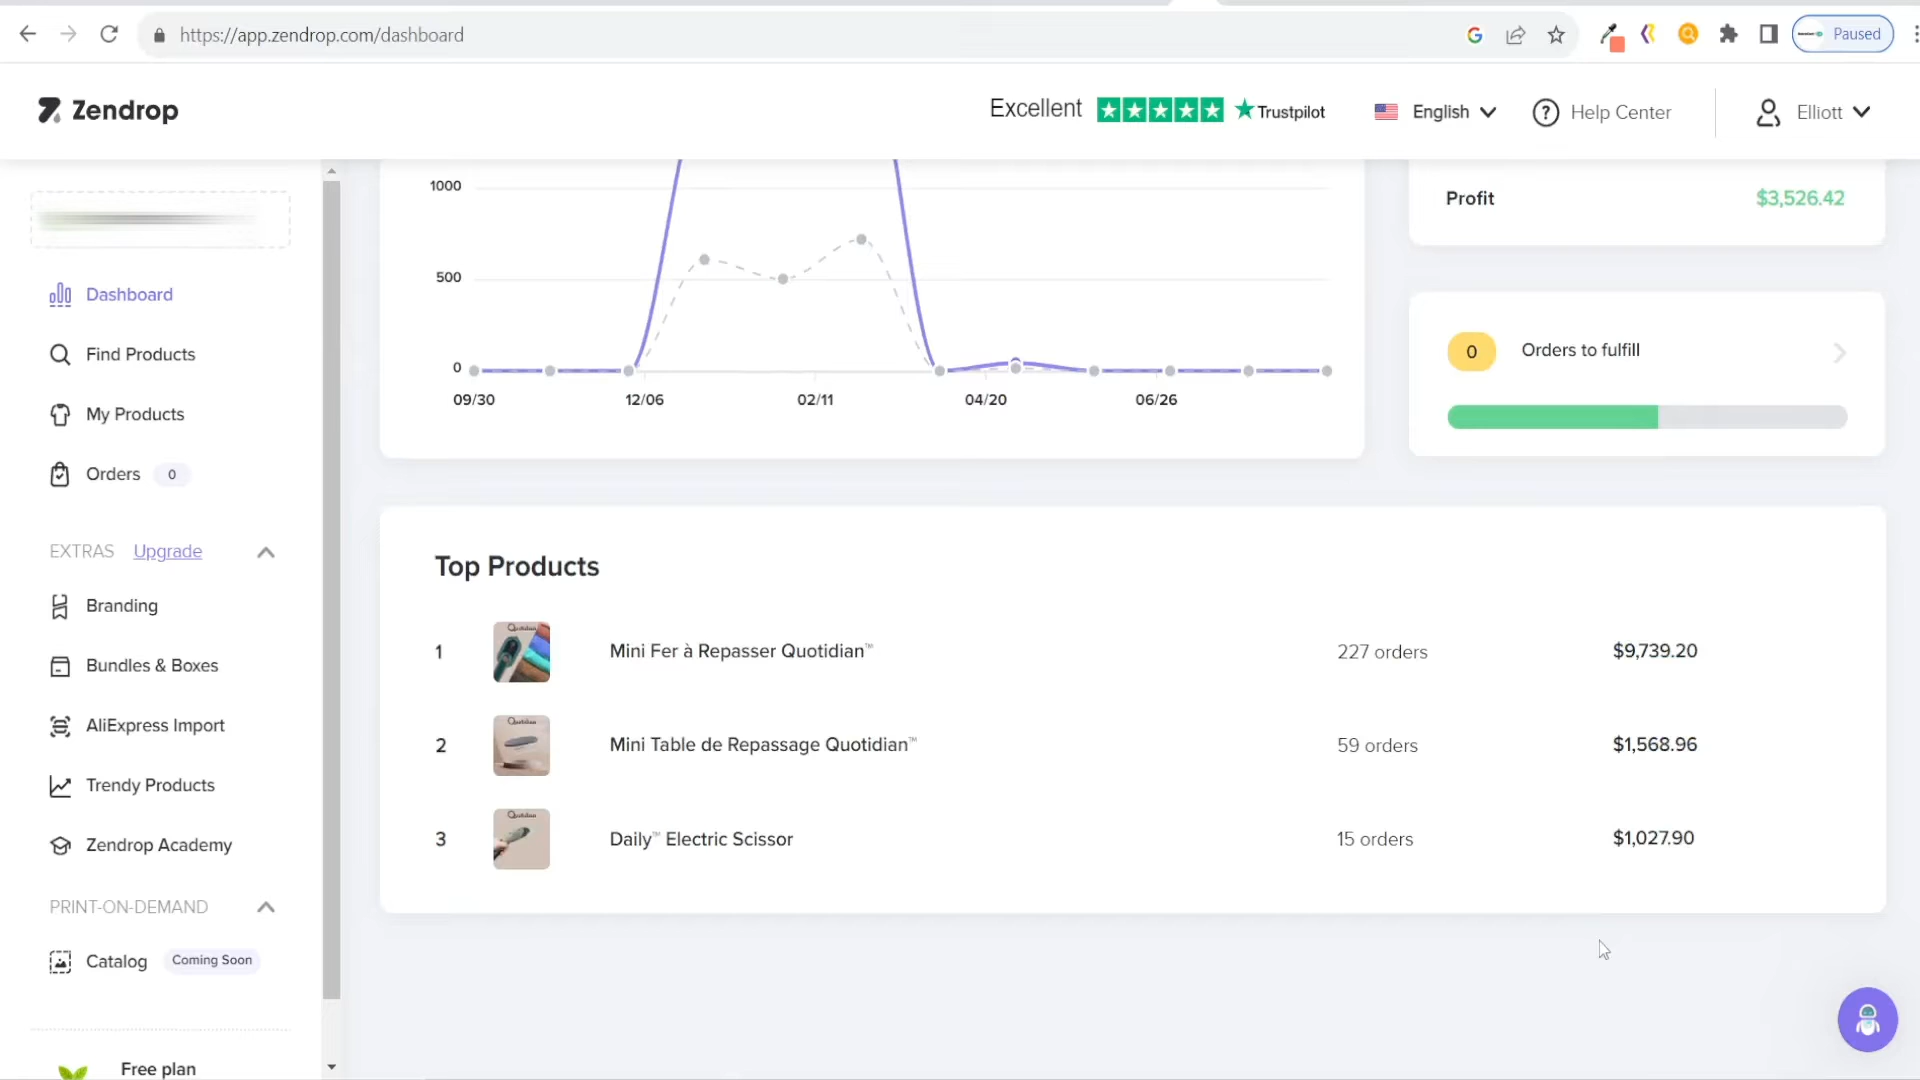 https://app.zendrop.com/dashboard
Paused
Zendrop
Excellent
Trustpilot
English
Help Center
Elliott
Dashboard
Find Products
My Products
Orders 0
EXTRAS Upgrade
Branding
Bundles & Boxes
AliExpress Import
Trendy Products
Zendrop Academy
PRINT-ON-DEMAND
Catalog Coming Soon
Free plan
1000
500
0
09/30 12/06 02/11 04/20 06/26
Profit $3,526.42
0 Orders to fulfill
Top Products
1 Quotidian Mini Fer à Repasser Quotidian™ 227 orders $9,739.20
2 Quotidian Mini Table de Repassage Quotidian™ 59 orders $1,568.96
3 Quotidian Daily™ Electric Scissor 15 orders $1,027.90